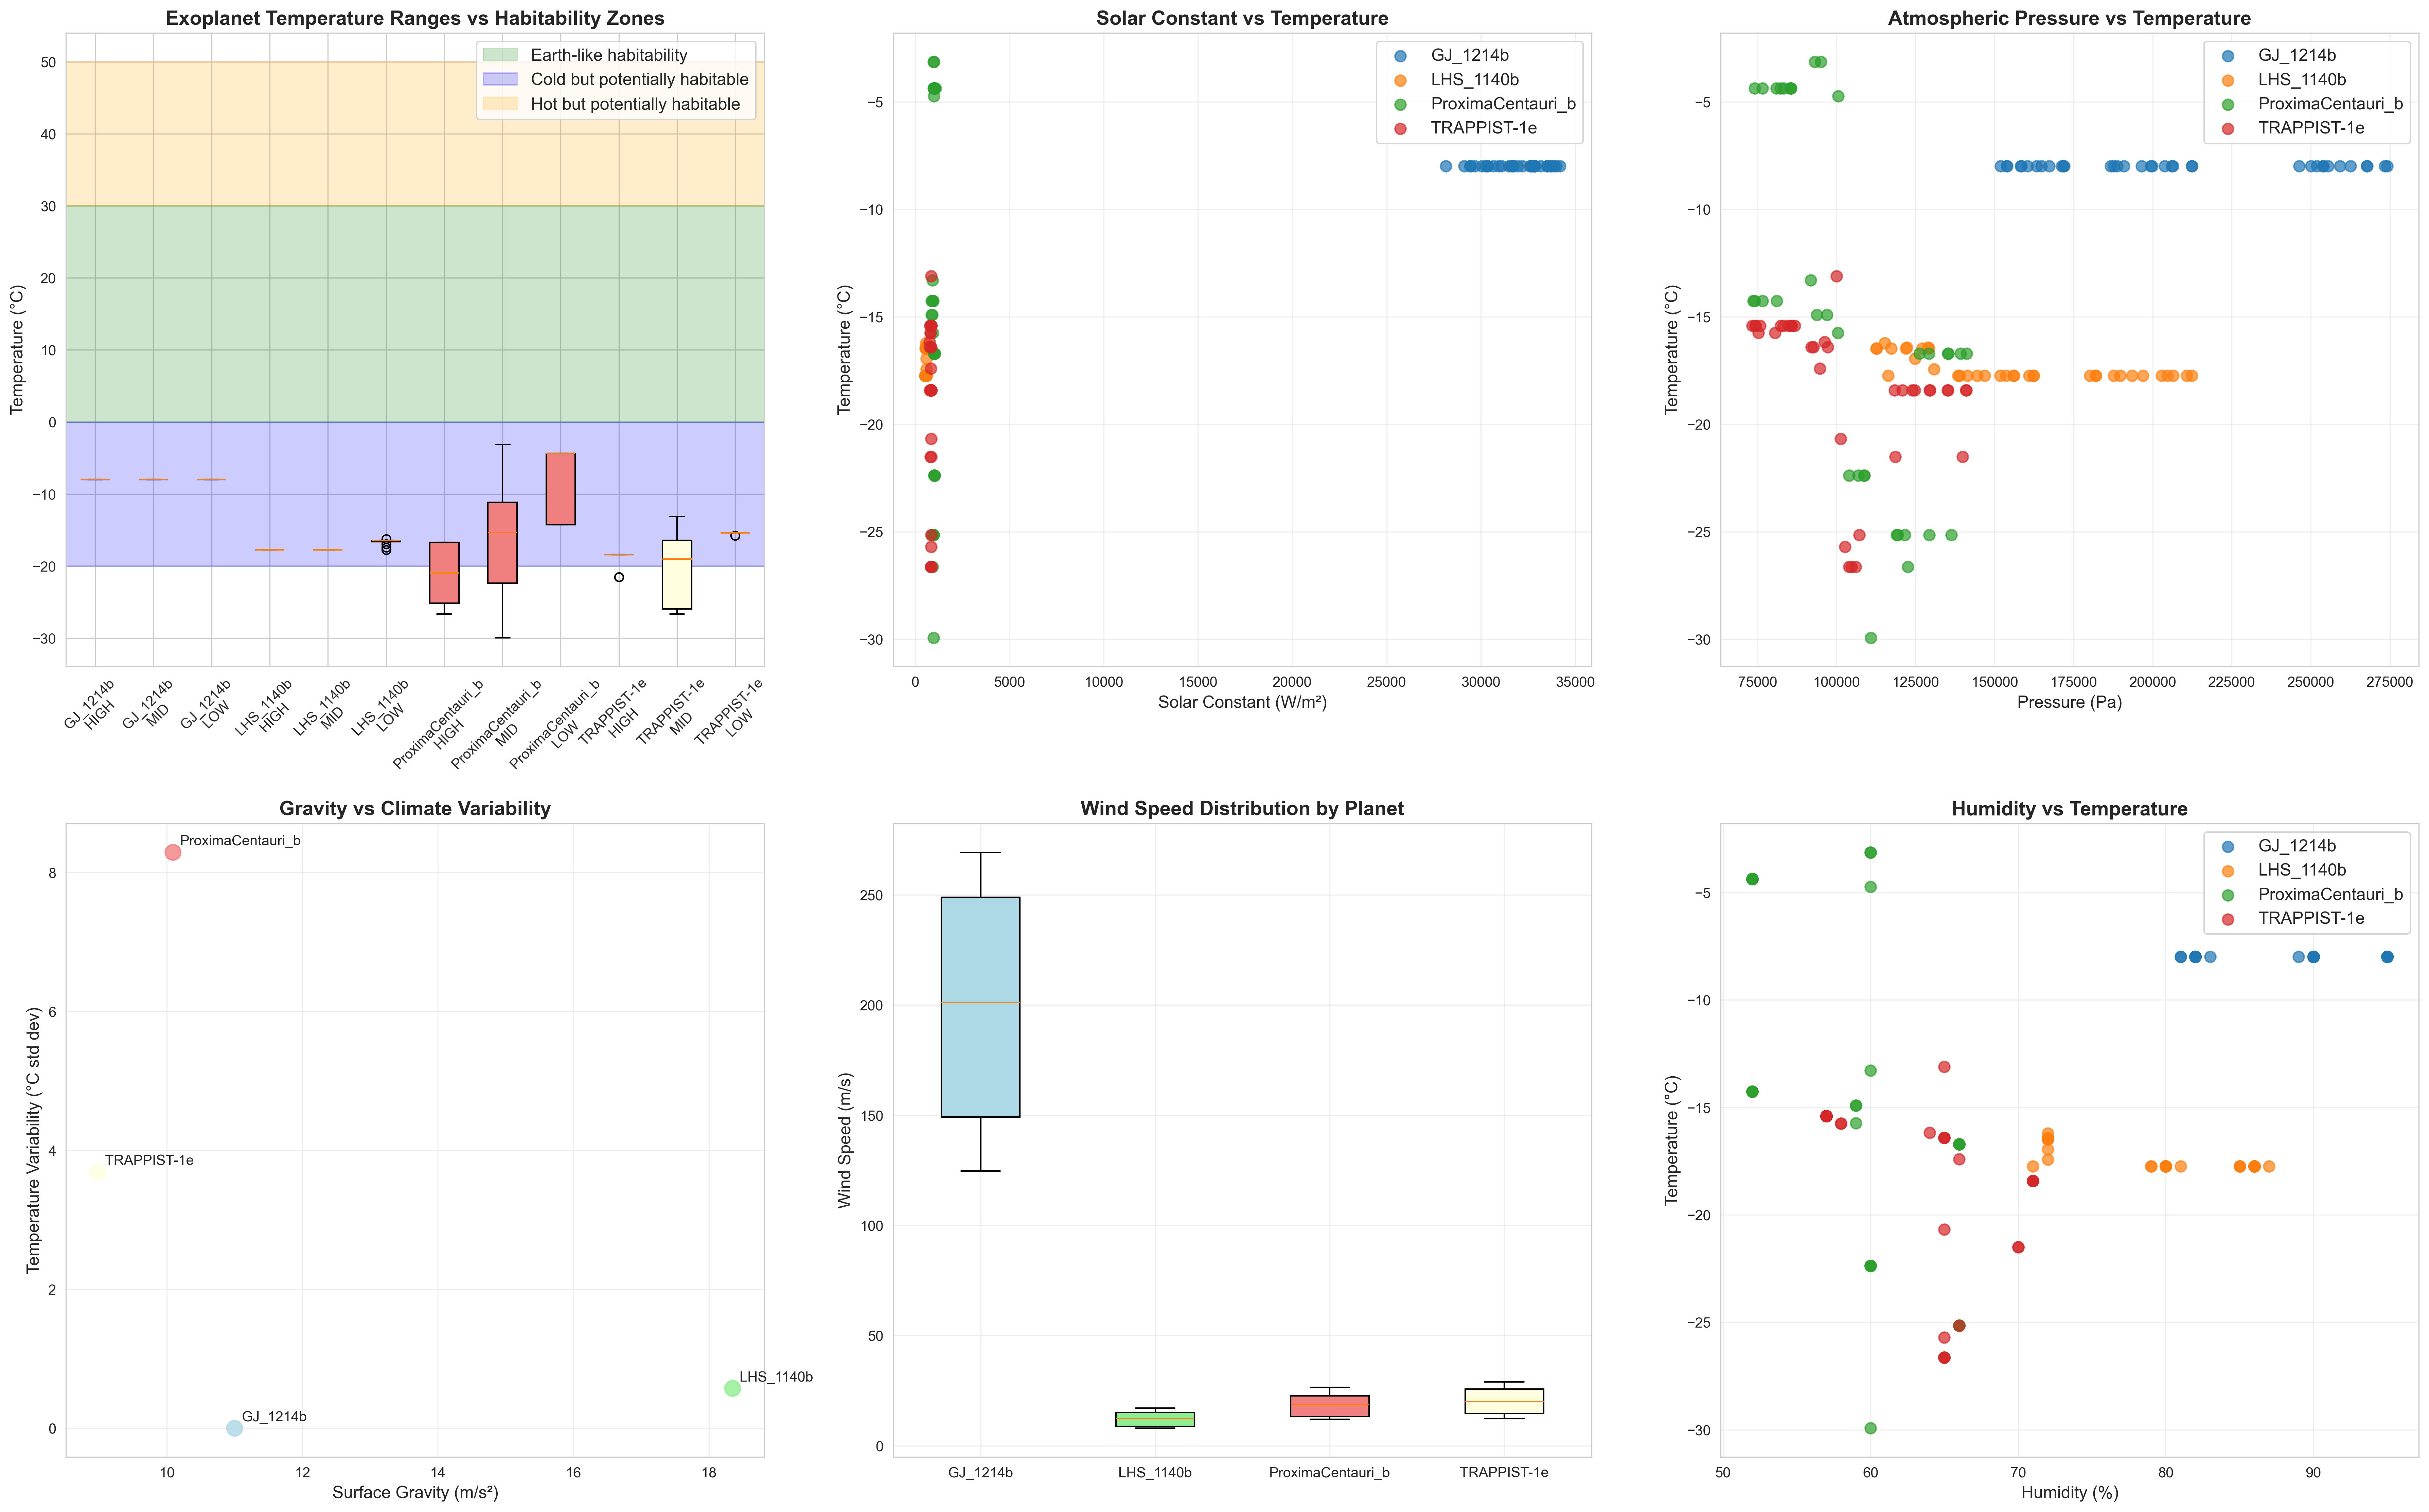 Exoplanet Temperature Ranges vs Habitability Zones
Temperature (°C)
50
40
30
20
10
0
−10
−20
−30
Earth-like habitability
Cold but potentially habitable
Hot but potentially habitable
GJ_1214b
HIGH
GJ_1214b
MID
GJ_1214b
LOW
LHS_1140b
HIGH
LHS_1140b
MID
LHS_1140b
LOW
ProximaCentauri_b
HIGH
ProximaCentauri_b
MID
ProximaCentauri_b
LOW
TRAPPIST-1e
HIGH
TRAPPIST-1e
MID
TRAPPIST-1e
LOW
Solar Constant vs Temperature
Temperature (°C)
−5
−10
−15
−20
−25
−30
GJ_1214b
LHS_1140b
ProximaCentauri_b
TRAPPIST-1e
0 5000 10000 15000 20000 25000 30000 35000
Solar Constant (W/m²)
Atmospheric Pressure vs Temperature
Temperature (°C)
−5
−10
−15
−20
−25
−30
GJ_1214b
LHS_1140b
ProximaCentauri_b
TRAPPIST-1e
75000 100000 125000 150000 175000 200000 225000 250000 275000
Pressure (Pa)
Gravity vs Climate Variability
Temperature Variability (°C std dev)
8
6
4
2
0
ProximaCentauri_b
TRAPPIST-1e
LHS_1140b
GJ_1214b
10 12 14 16 18
Surface Gravity (m/s²)
Wind Speed Distribution by Planet
Wind Speed (m/s)
250
200
150
100
50
0
GJ_1214b LHS_1140b ProximaCentauri_b TRAPPIST-1e
Humidity vs Temperature
Temperature (°C)
−5
−10
−15
−20
−25
−30
GJ_1214b
LHS_1140b
ProximaCentauri_b
TRAPPIST-1e
50 60 70 80 90
Humidity (%)